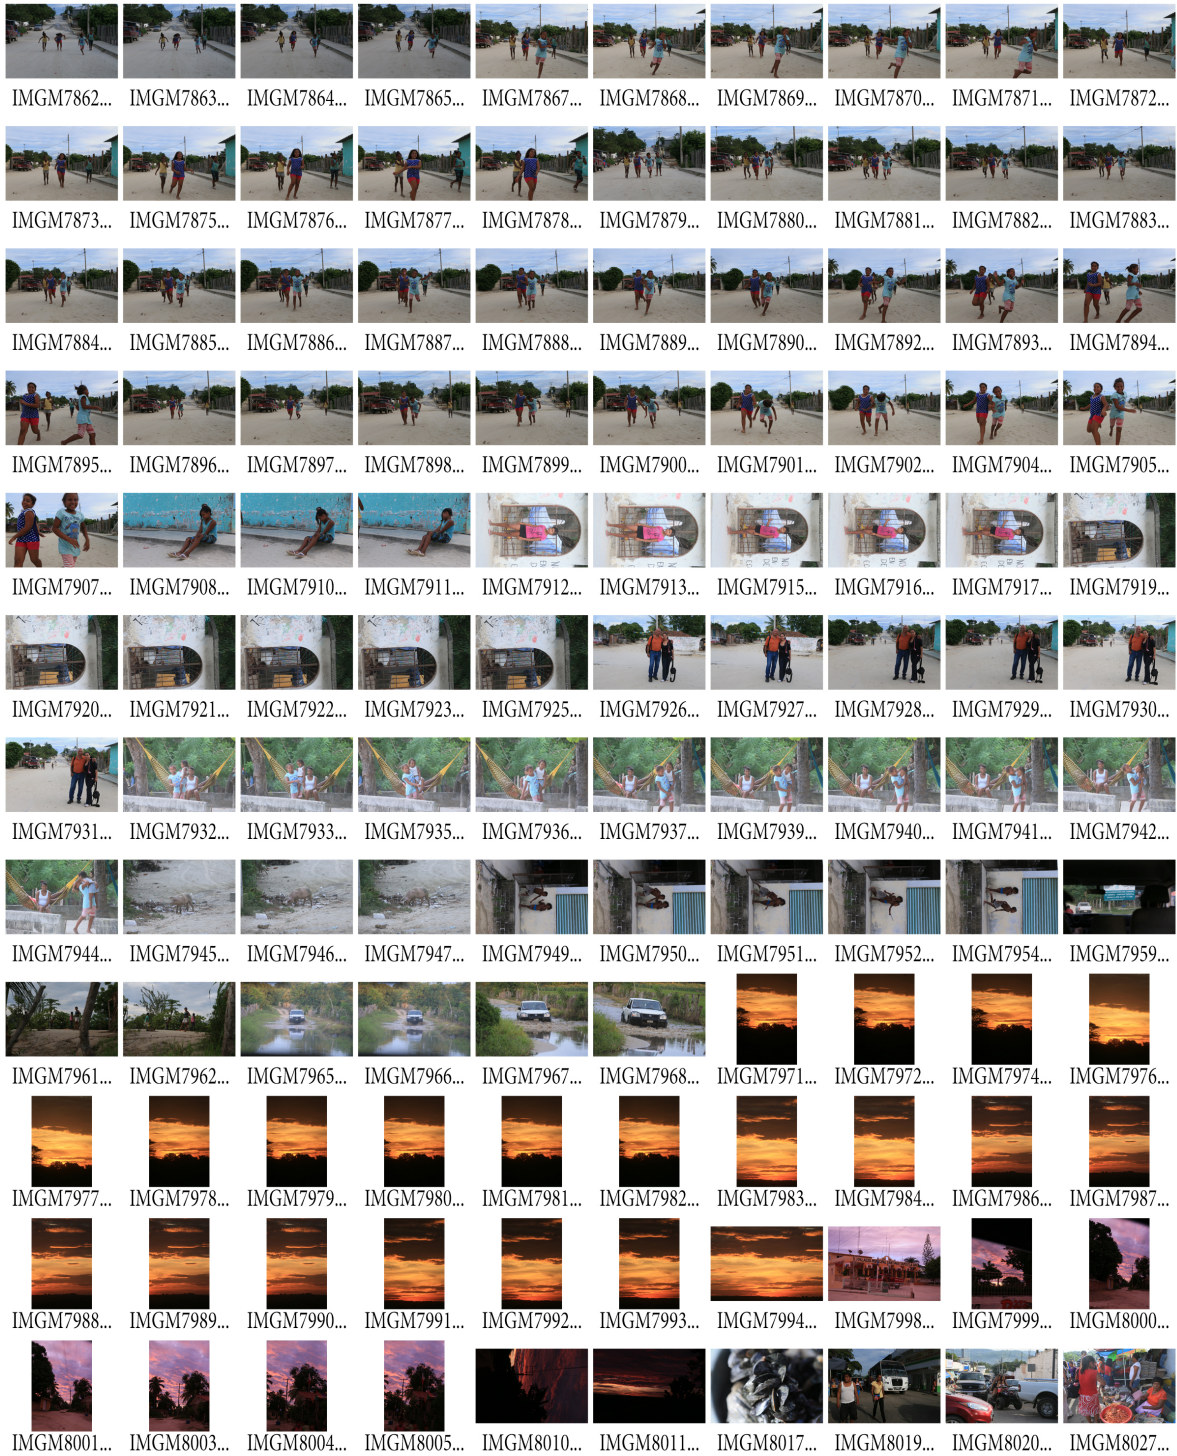 IMGM7862... IMGM7863... IMGM7864... IMGM7865... IMGM7867... IMGM7868... IMGM7869... IMGM7870... IMGM7871... IMGM7872...
IMGM7873... IMGM7875... IMGM7876... IMGM7877... IMGM7878... IMGM7879... IMGM7880... IMGM7881... IMGM7882... IMGM7883...
IMGM7884... IMGM7885... IMGM7886... IMGM7887... IMGM7888... IMGM7889... IMGM7890... IMGM7892... IMGM7893... IMGM7894...
IMGM7895... IMGM7896... IMGM7897... IMGM7898... IMGM7899... IMGM7900... IMGM7901... IMGM7902... IMGM7904... IMGM7905...
IMGM7907... IMGM7908... IMGM7910... IMGM7911... IMGM7912... IMGM7913... IMGM7915... IMGM7916... IMGM7917... IMGM7919...
IMGM7920... IMGM7921... IMGM7922... IMGM7923... IMGM7925... IMGM7926... IMGM7927... IMGM7928... IMGM7929... IMGM7930...
IMGM7931... IMGM7932... IMGM7933... IMGM7935... IMGM7936... IMGM7937... IMGM7939... IMGM7940... IMGM7941... IMGM7942...
IMGM7944... IMGM7945... IMGM7946... IMGM7947... IMGM7949... IMGM7950... IMGM7951... IMGM7952... IMGM7954... IMGM7959...
IMGM7961... IMGM7962... IMGM7965... IMGM7966... IMGM7967... IMGM7968... IMGM7971... IMGM7972... IMGM7974... IMGM7976...
IMGM7977... IMGM7978... IMGM7979... IMGM7980... IMGM7981... IMGM7982... IMGM7983... IMGM7984... IMGM7986... IMGM7987...
IMGM7988... IMGM7989... IMGM7990... IMGM7991... IMGM7992... IMGM7993... IMGM7994... IMGM7998... IMGM7999... IMGM8000...
IMGM8001... IMGM8003... IMGM8004... IMGM8005... IMGM8010... IMGM8011... IMGM8017... IMGM8019... IMGM8020... IMGM8027...